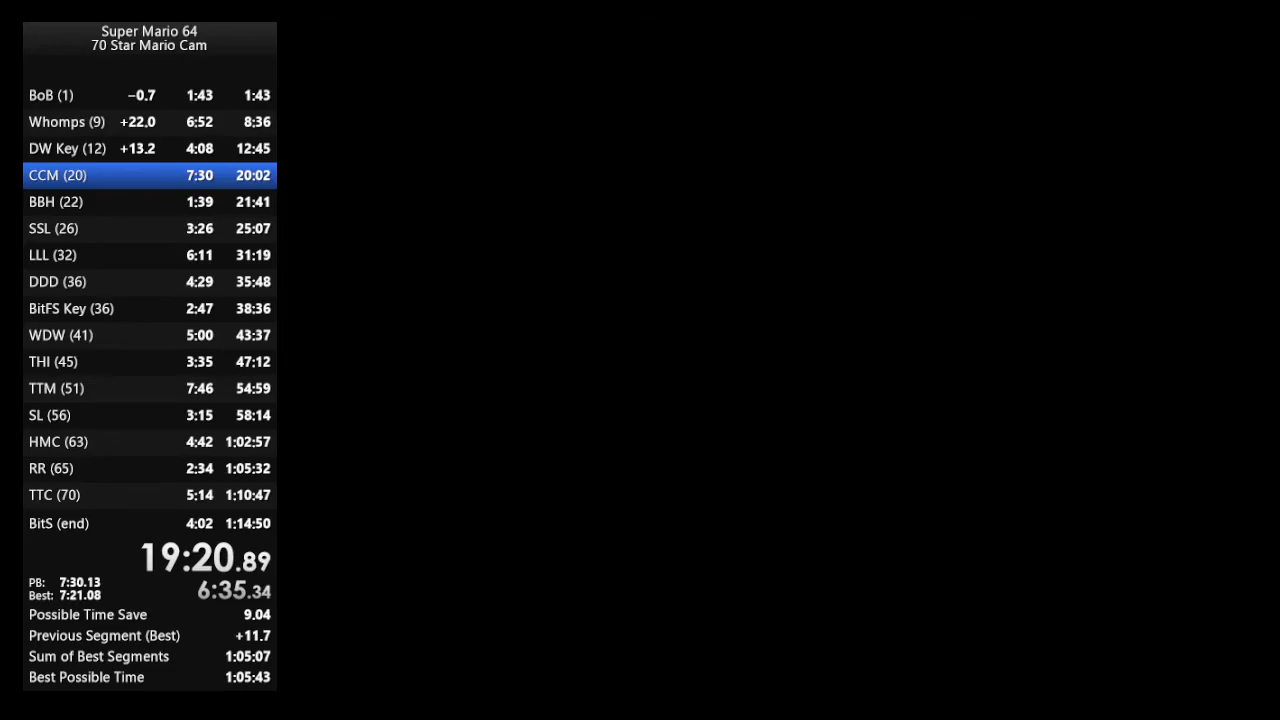 Super Mario 64
70 Star Mario Cam
BoB (1) −0.7 1:43 1:43
Whomps (9) +22.0 6:52 8:36
DW Key (12) +13.2 4:08 12:45
CCM (20) 7:30 20:02
BBH (22) 1:39 21:41
SSL (26) 3:26 25:07
LLL (32) 6:11 31:19
DDD (36) 4:29 35:48
BitFS Key (36) 2:47 38:36
WDW (41) 5:00 43:37
THI (45) 3:35 47:12
TTM (51) 7:46 54:59
SL (56) 3:15 58:14
HMC (63) 4:42 1:02:57
RR (65) 2:34 1:05:32
TTC (70) 5:14 1:10:47
BitS (end) 4:02 1:14:50
19:20.89
PB: 7:30.13
Best: 7:21.08
6:35.34
Possible Time Save 9.04
Previous Segment (Best) +11.7
Sum of Best Segments 1:05:07
Best Possible Time 1:05:43